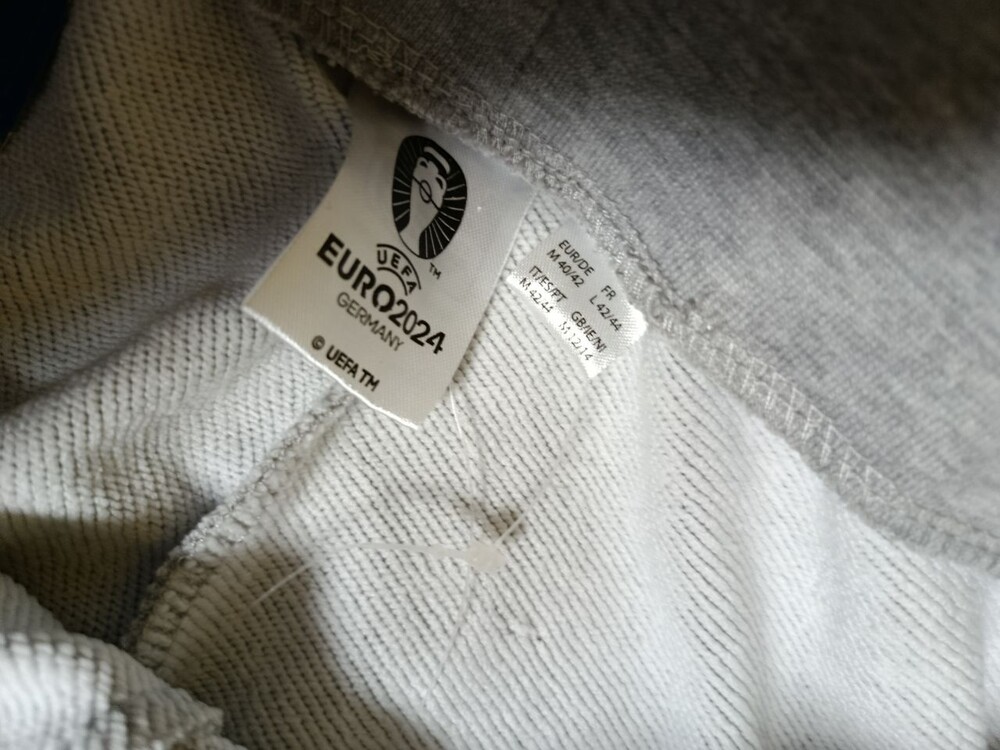 UEFA
EURO2024
GERMANY
© UEFA TM
TM
EUR/DE
M 40/42
FR
L 42/44
IT/ES/PT
M 42/44
GB/IE/NI
M 12/14